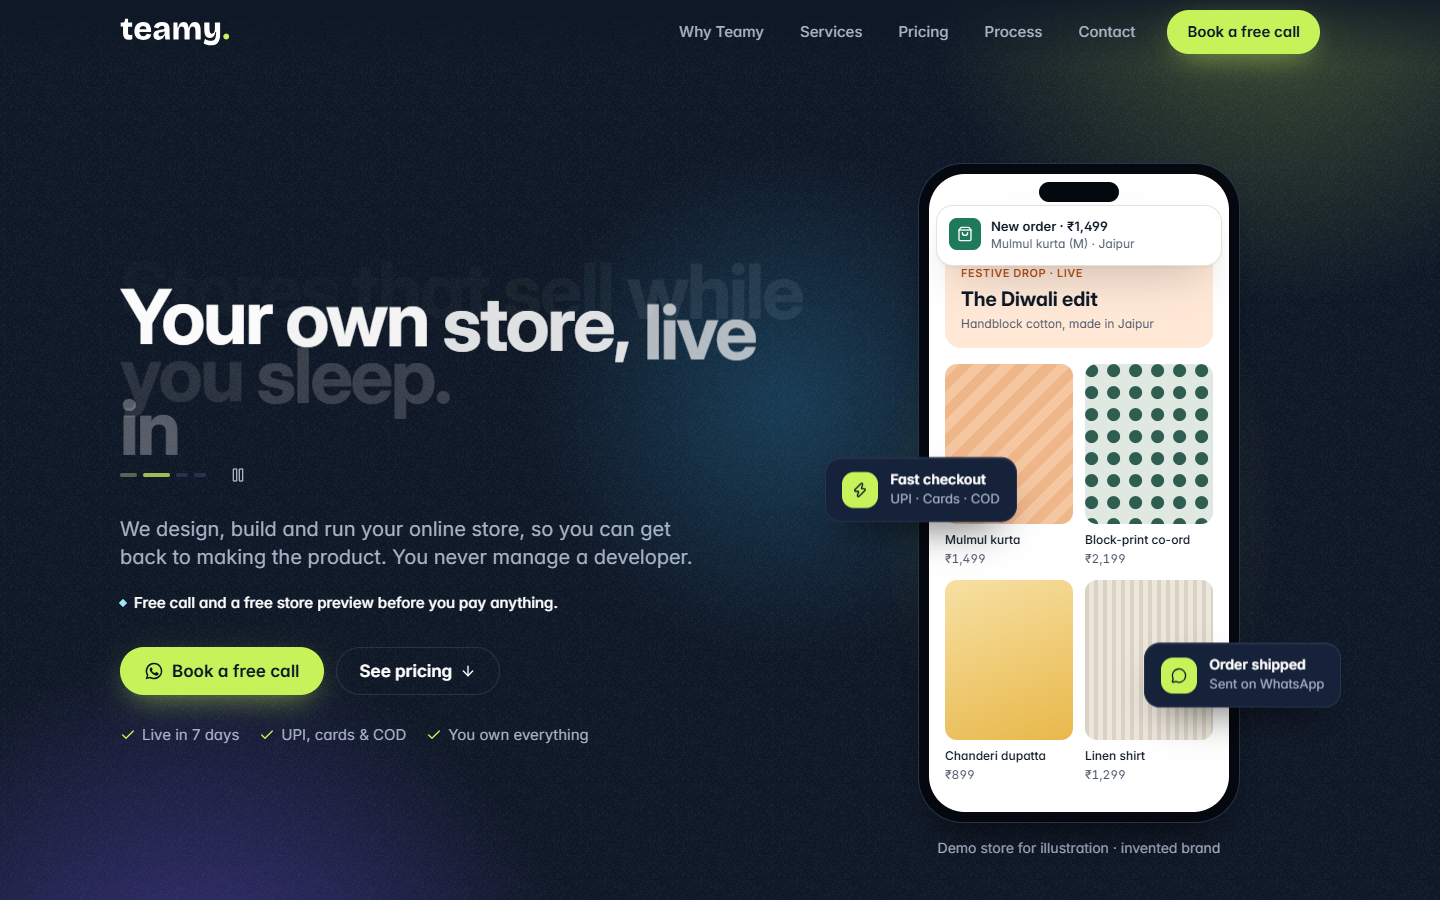 teamy.
Why Teamy
Services
Pricing
Process
Contact
Book a free call
that sell while
you sleep.
Your own store, live
in
We design, build and run your online store, so you can get
back to making the product. You never manage a developer.
Free call and a free store preview before you pay anything.
Book a free call
See pricing ↓
Live in 7 days
UPI, cards & COD
You own everything
New order · ₹1,499
Mulmul kurta (M) · Jaipur
FESTIVE DROP · LIVE
The Diwali edit
Handblock cotton, made in Jaipur
Fast checkout
UPI · Cards · COD
Mulmul kurta
₹1,499
Block-print co-ord
₹2,199
Order shipped
Sent on WhatsApp
Chanderi dupatta
₹899
Linen shirt
₹1,299
Demo store for illustration · invented brand